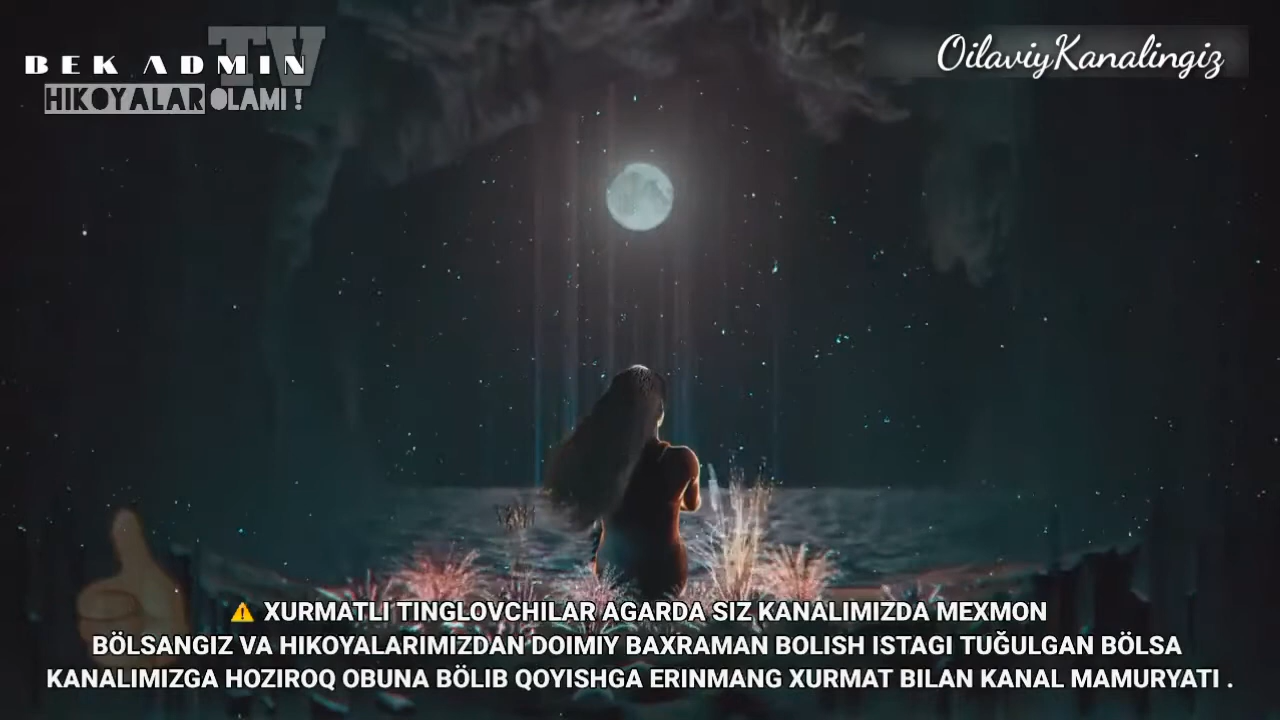 TV
BEK ADMIN
HIKOYALAR OLAMI !
OilaviyKanalingiz
⚠ XURMATLI TINGLOVCHILAR AGARDA SIZ KANALIMIZDA MEXMON
BÖLSANGIZ VA HIKOYALARIMIZDAN DOIMIY BAXRAMAN BOLISH ISTAGI TUĞULGAN BÖLSA
KANALIMIZGA HOZIROQ OBUNA BÖLIB QOYISHGA ERINMANG XURMAT BILAN KANAL MAMURYATI .